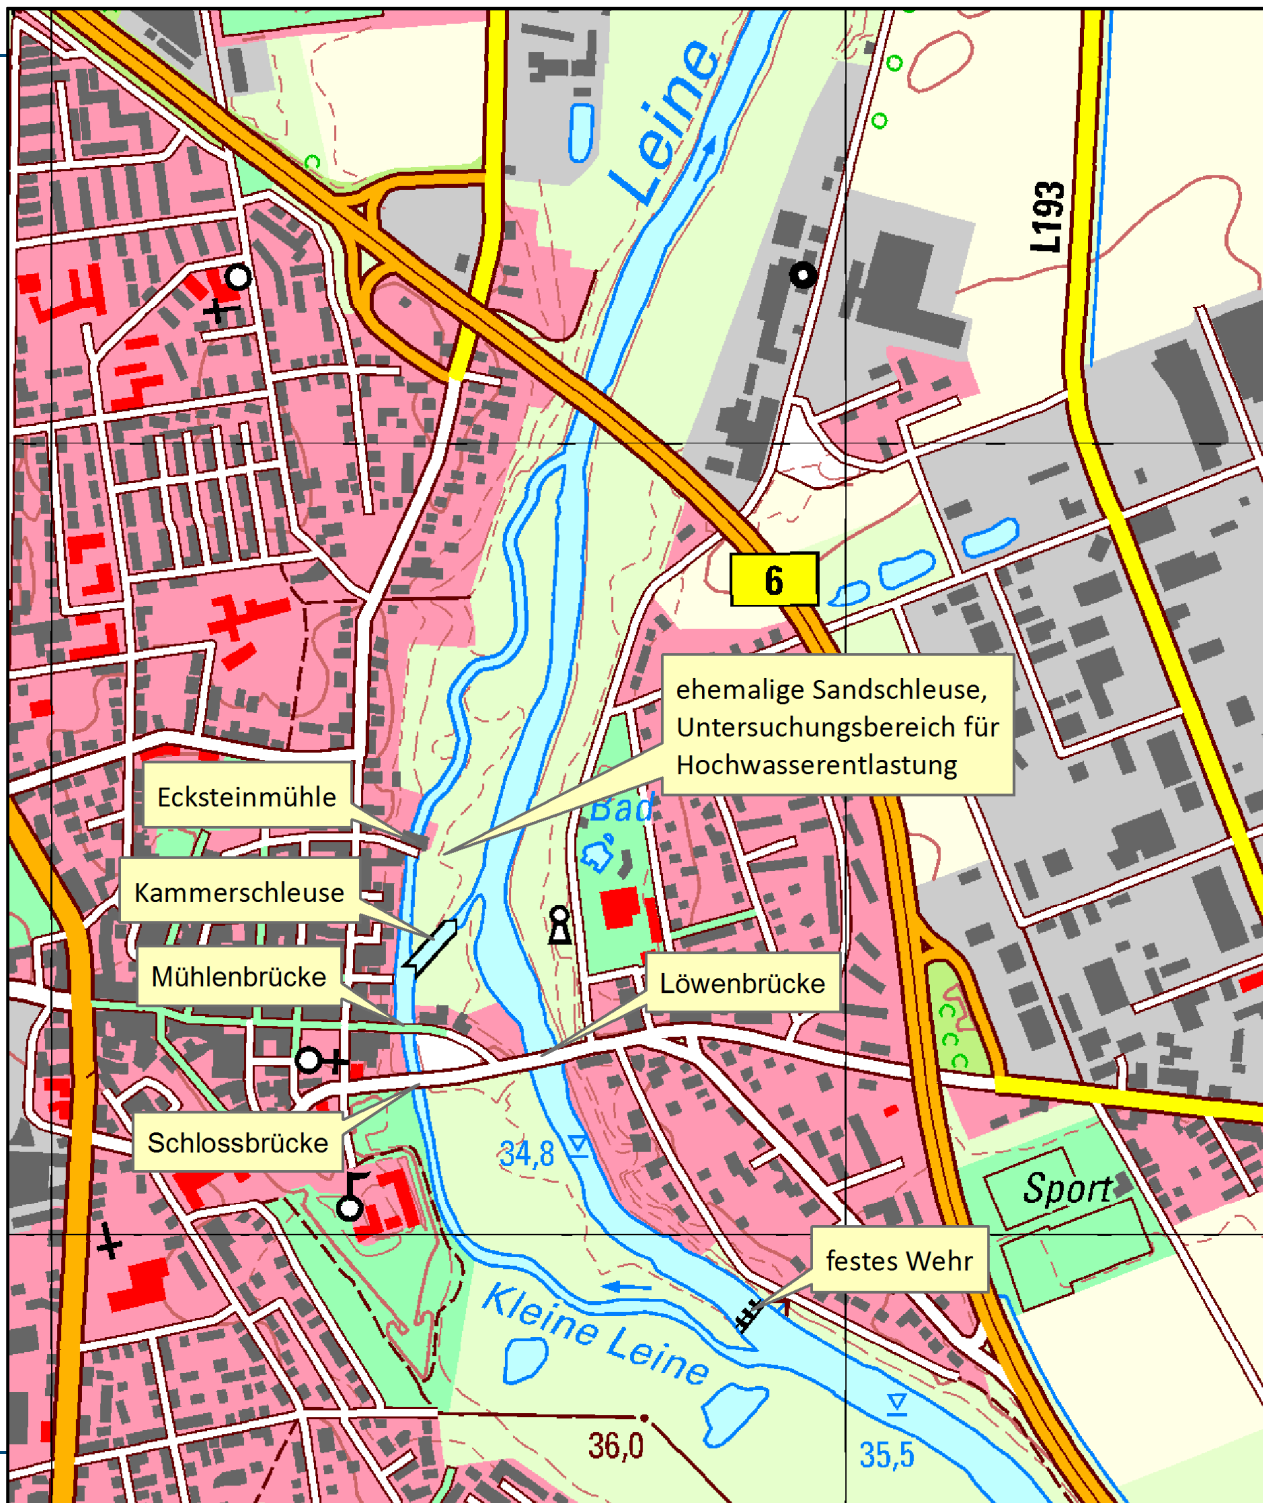 Leine
L193
6
ehemalige Sandschleuse,
Untersuchungsbereich für
Hochwasserentlastung
Ecksteinmühle
Bad
Kammerschleuse
Mühlenbrücke
Löwenbrücke
Schlossbrücke
34,8
Sport
festes Wehr
Kleine Leine
36,0
35,5